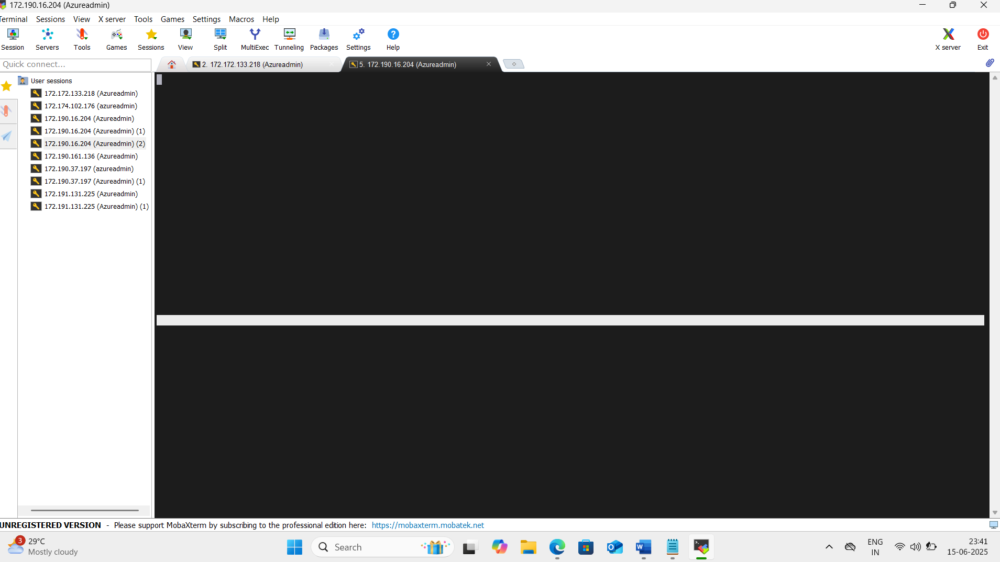 172.190.16.204 (Azureadmin)
Terminal Sessions View X server Tools Games Settings Macros Help
Session Servers Tools Games Sessions View Split MultiExec Tunneling Packages Settings Help X server Exit
Quick connect...
2. 172.172.133.218 (Azureadmin)
5. 172.190.16.204 (Azureadmin)
User sessions
172.172.133.218 (Azureadmin)
172.174.102.176 (azureadmin)
172.190.16.204 (Azureadmin)
172.190.16.204 (Azureadmin) (1)
172.190.16.204 (Azureadmin) (2)
172.190.161.136 (Azureadmin)
172.190.37.197 (azureadmin)
172.190.37.197 (Azureadmin) (1)
172.191.131.225 (Azureadmin)
172.191.131.225 (Azureadmin) (1)
UNREGISTERED VERSION - Please support MobaXterm by subscribing to the professional edition here: https://mobaxterm.mobatek.net
3
29°C
Mostly cloudy
Search
ENG
IN
23:41
15-06-2025